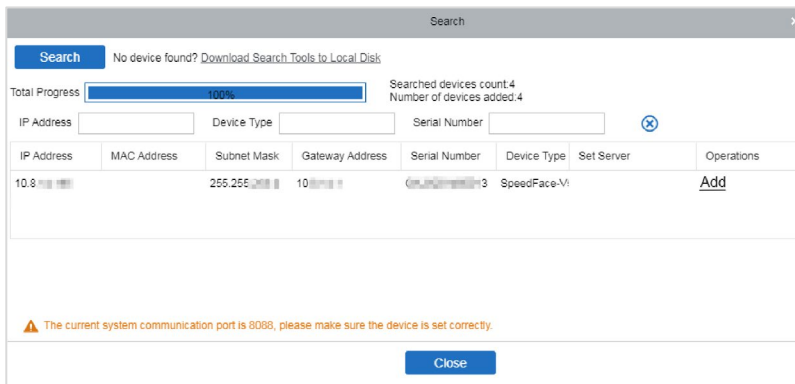 Search
Search No device found? Download Search Tools to Local Disk
Total Progress 100% Searched devices count:4
Number of devices added:4
IP Address Device Type Serial Number
IP Address MAC Address Subnet Mask Gateway Address Serial Number Device Type Set Server Operations
10.8. 255.255. 10 3 SpeedFace-V Add
The current system communication port is 8088, please make sure the device is set correctly.
Close